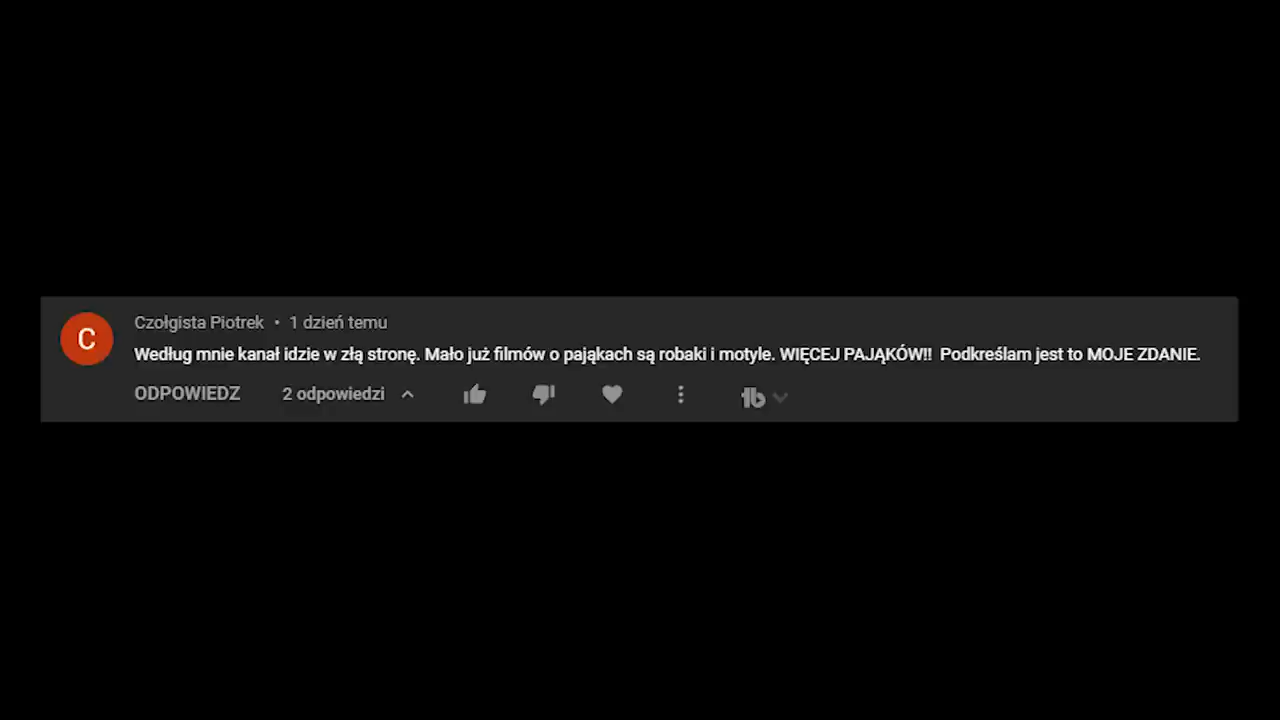 C
Czołgista Piotrek • 1 dzień temu
Według mnie kanał idzie w złą stronę. Mało już filmów o pająkach są robaki i motyle. WIĘCEJ PAJĄKÓW!!  Podkreślam jest to MOJE ZDANIE.
ODPOWIEDZ 2 odpowiedzi